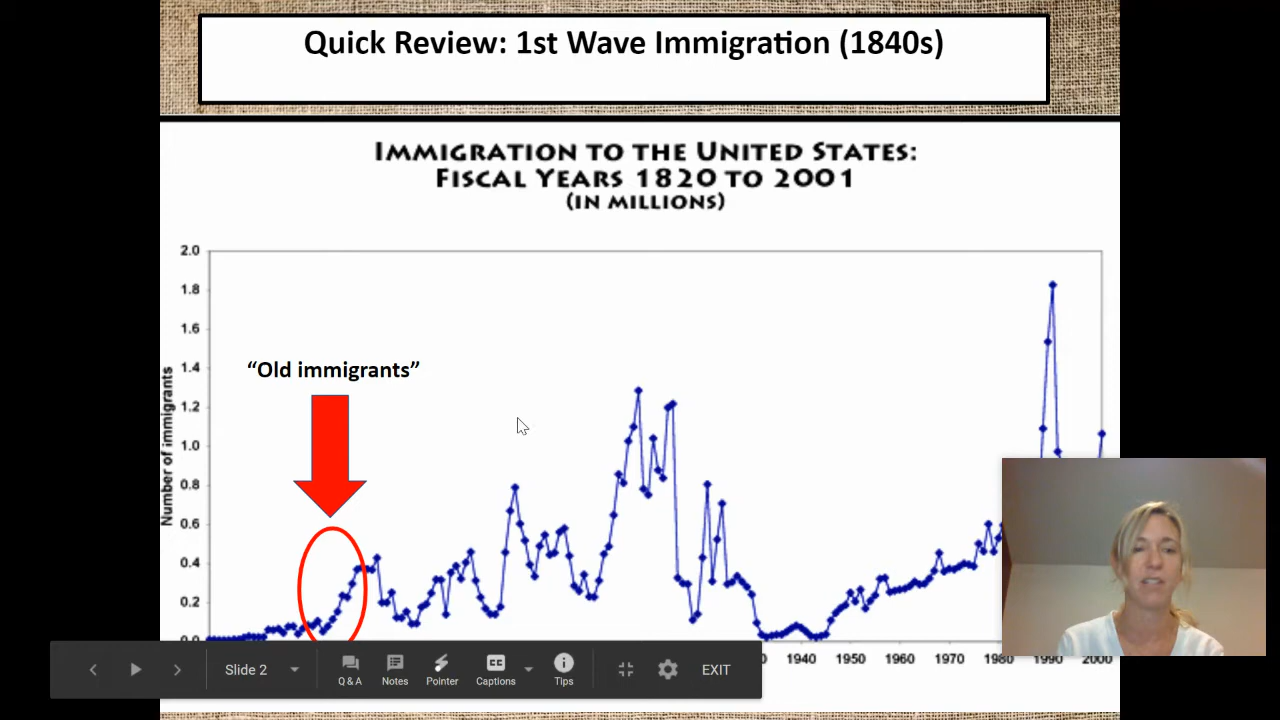 Quick Review: 1st Wave Immigration (1840s)
IMMIGRATION TO THE UNITED STATES:
FISCAL YEARS 1820 TO 2001
(IN MILLIONS)
Number of immigrants
2.0
1.8
1.6
1.4
1.2
1.0
0.8
0.6
0.4
0.2
0.0
“Old immigrants”
1940 1950 1960 1970 1980 1990 2000
Slide 2
Q & A
Notes
Pointer
CC
Captions
Tips
EXIT